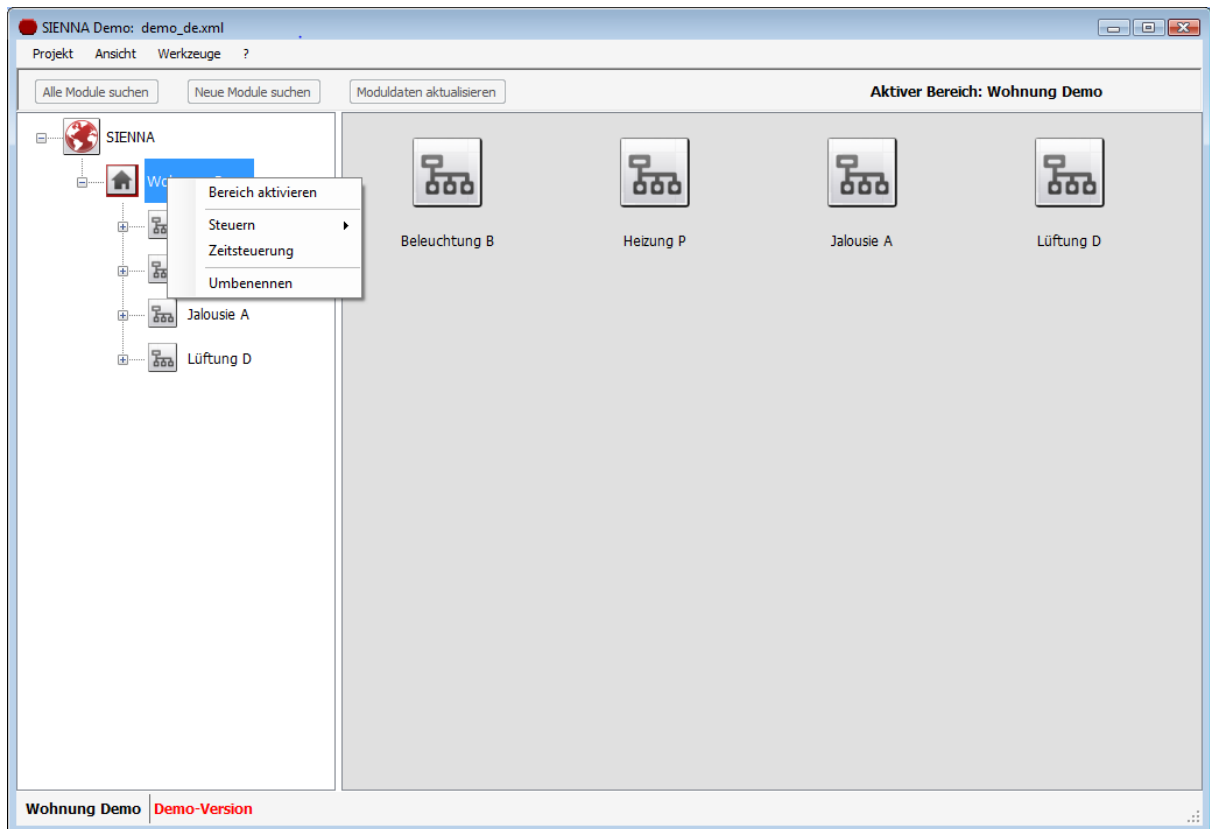 SIENNA Demo: demo_de.xml
Projekt Ansicht Werkzeuge ?
Alle Module suchen Neue Module suchen Moduldaten aktualisieren Aktiver Bereich: Wohnung Demo
SIENNA
Bereich aktivieren
Steuern
Zeitsteuerung
Umbenennen
Jalousie A
Lüftung D
Beleuchtung B Heizung P Jalousie A Lüftung D
Wohnung Demo Demo-Version